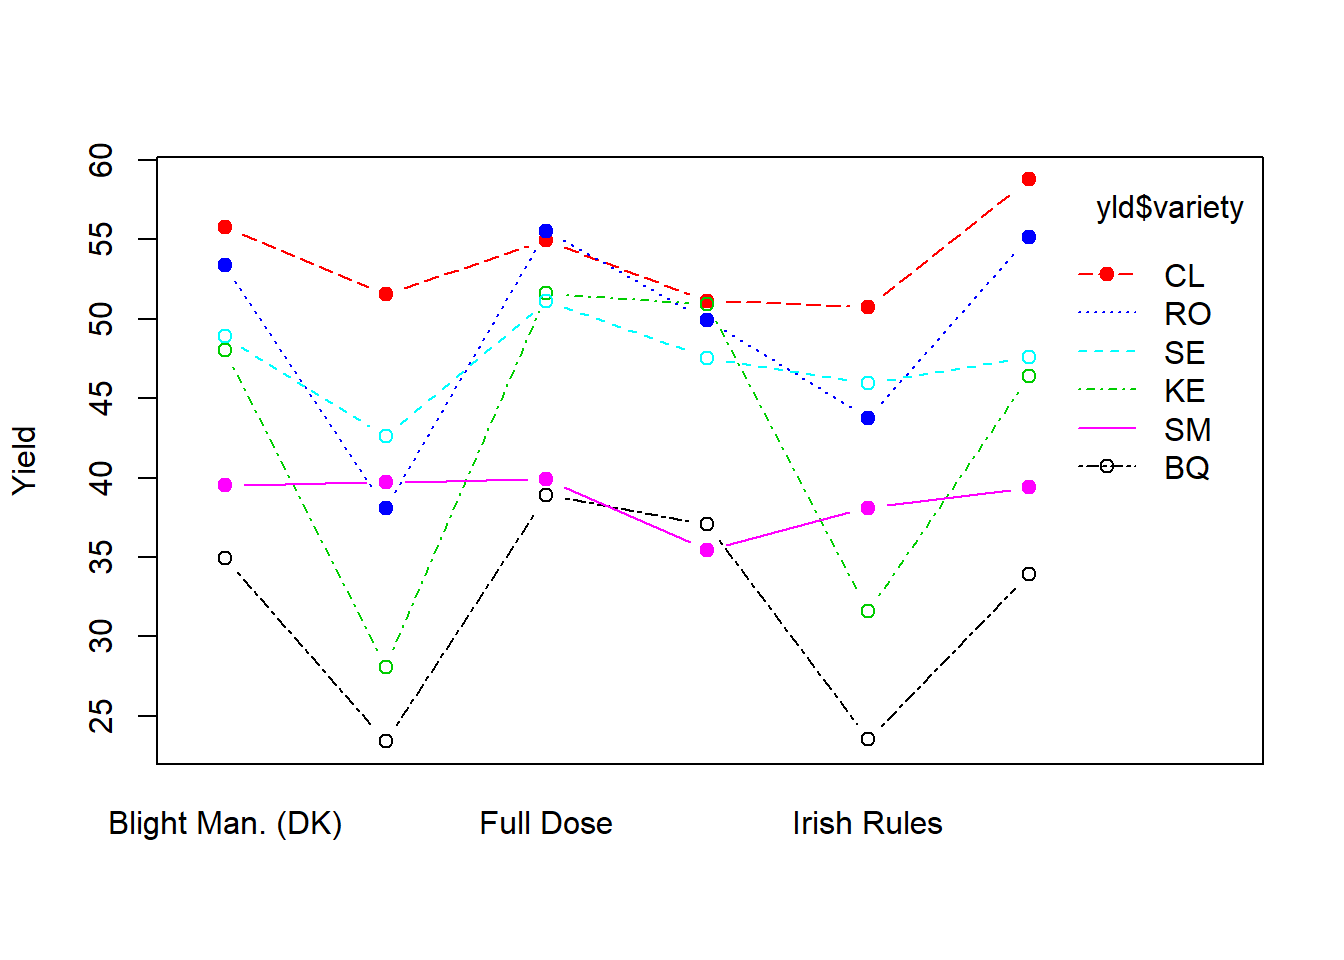 60
55
50
45
40
35
30
25
Yield
yld$variety
CL
RO
SE
KE
SM
BQ
Blight Man. (DK)
Full Dose
Irish Rules